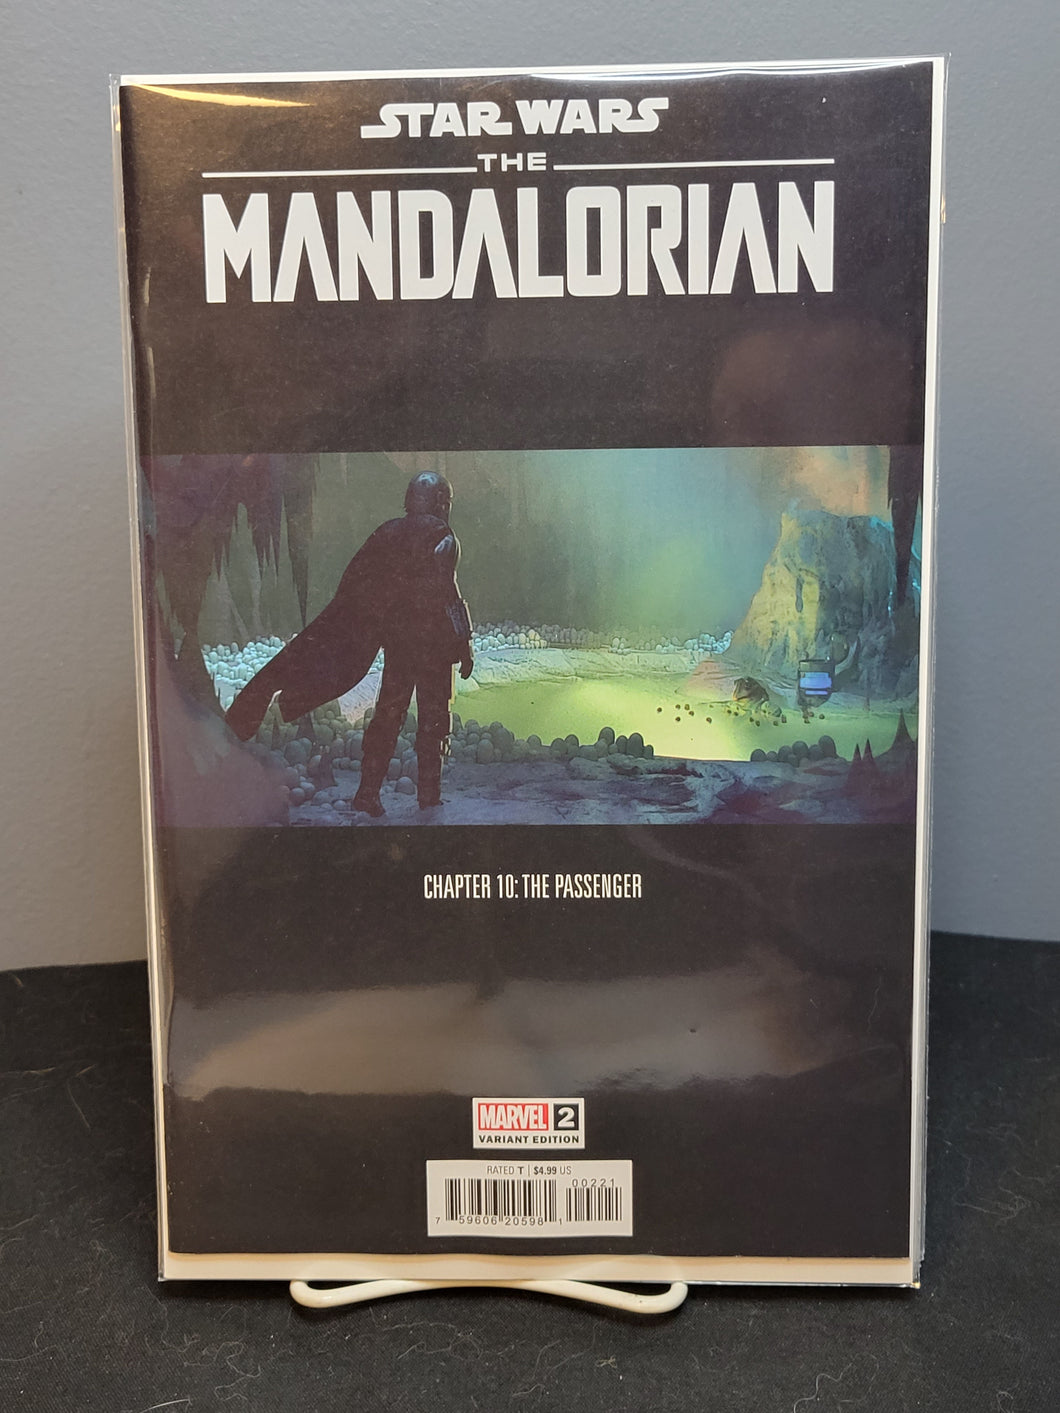 STAR WARS
THE
MANDALORIAN
CHAPTER 10: THE PASSENGER
MARVEL 2
VARIANT EDITION
RATED T | $4.99 US
00221
7 59606 20598 1